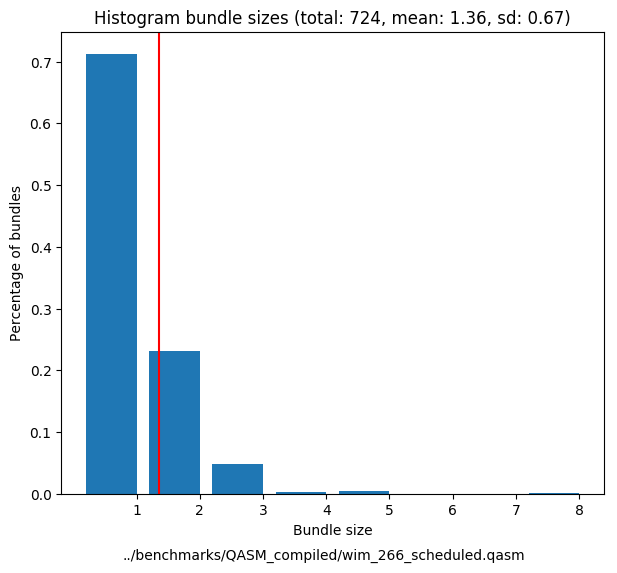 Histogram bundle sizes (total: 724, mean: 1.36, sd: 0.67)
Percentage of bundles
0.7
0.6
0.5
0.4
0.3
0.2
0.1
0.0
1 2 3 4 5 6 7 8
Bundle size
../benchmarks/QASM_compiled/wim_266_scheduled.qasm